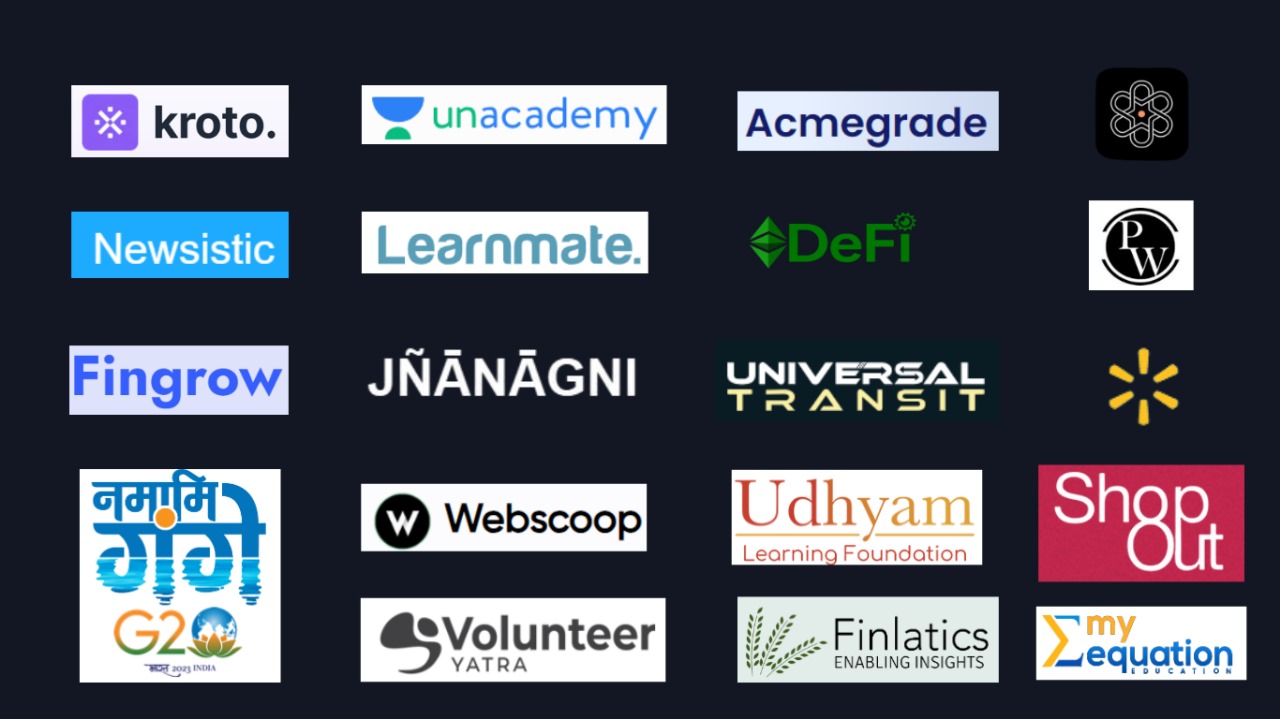 kroto.
unacademy
Acmegrade
Newsistic
Learnmate.
DeFi
P
W
Fingrow
JÑĀNĀGNI
UNIVERSAL
TRANSIT
नमामि
गंगे
G20
भारत 2023 INDIA
W Webscoop
Udhyam
Learning Foundation
Shop
Out
Volunteer
YATRA
Finlatics
ENABLING INSIGHTS
my
equation
EDUCATION